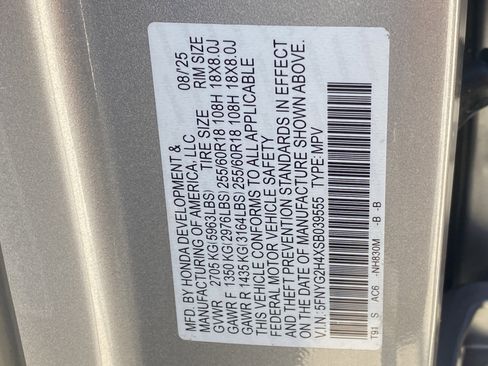 MFD. BY HONDA DEVELOPMENT & 08/'25
MANUFACTURING OF AMERICA, LLC
TIRE SIZE RIM SIZE
GVWR 2705 KG(5963LBS)
GAWR F 1350 KG(2976LBS) 255/60R18 108H 18X8.0J
GAWR R 1435 KG(3164LBS) 255/60R18 108H 18X8.0J
THIS VEHICLE CONFORMS TO ALL APPLICABLE
FEDERAL MOTOR VEHICLE SAFETY
AND THEFT PREVENTION STANDARDS IN EFFECT
ON THE DATE OF MANUFACTURE SHOWN ABOVE.
V.I.N: 5FNYG2H4XSB039555 TYPE:MPV
T91 S AC6 -NH830M -B -B